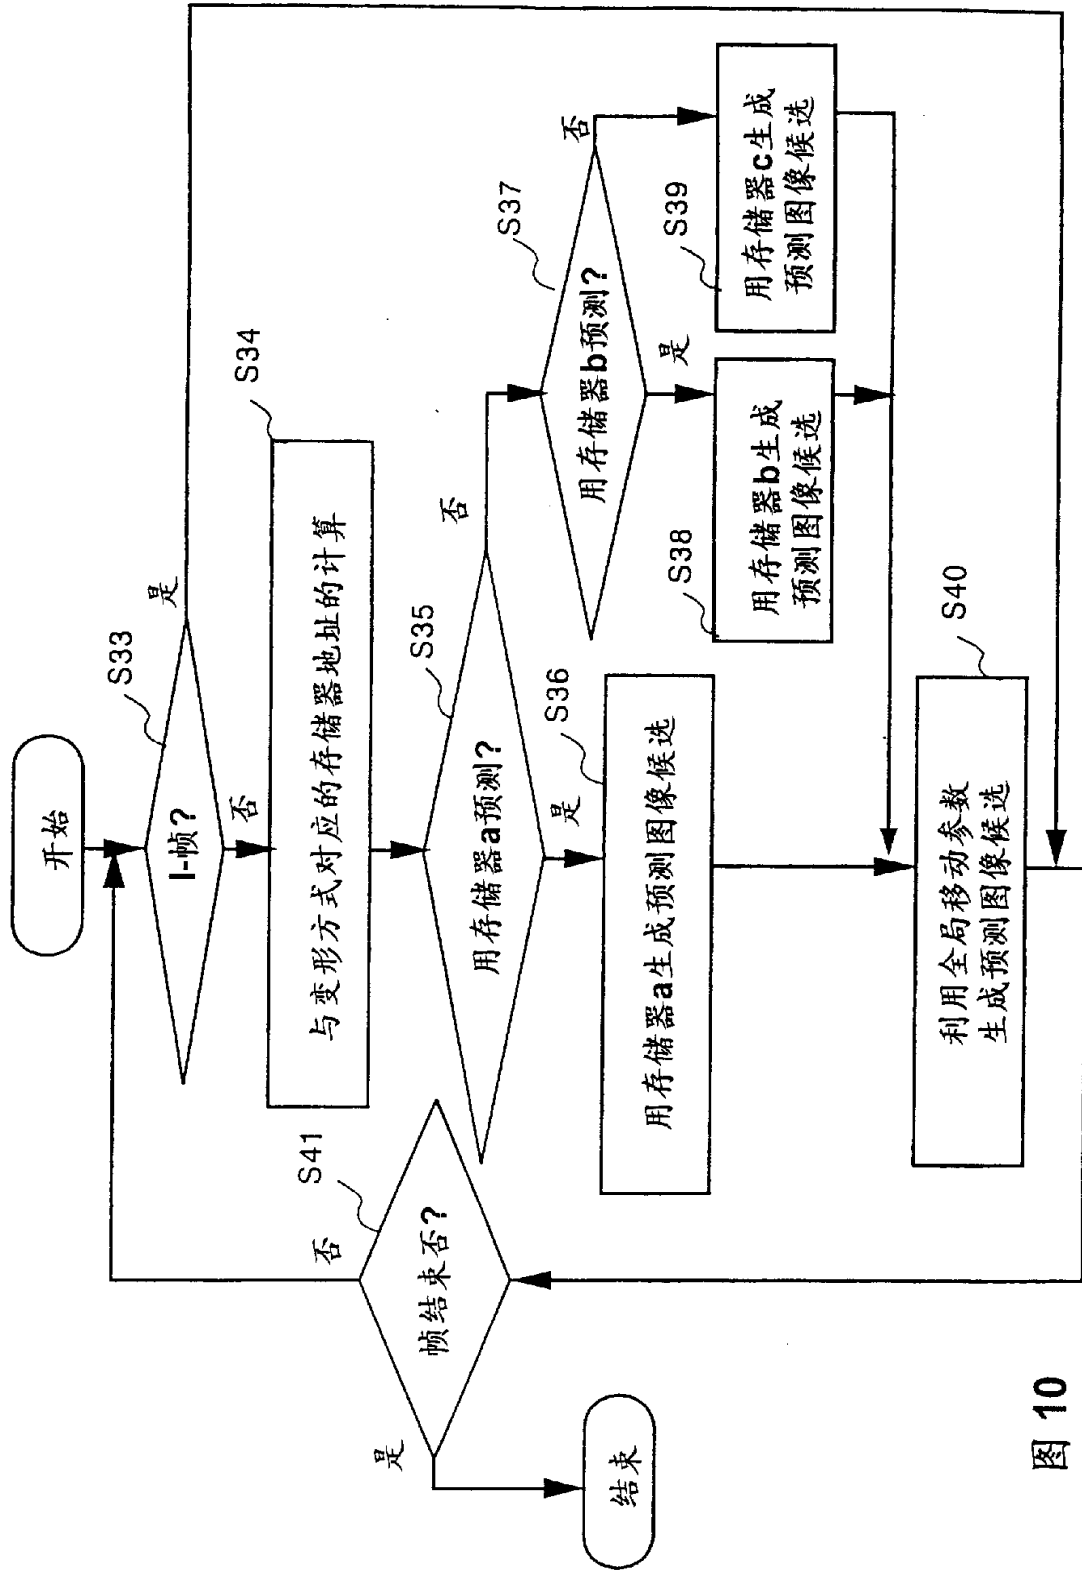 开始
S33
I-帧?
是
否
S34
与变形方式对应的存储器地址的计算
S35
用存储器a预测?
否
是
S36
用存储器a生成预测图像候选
S37
用存储器b预测?
否
是
S38
用存储器b生成
预测图像候选
S39
用存储器c生成
预测图像候选
S40
利用全局移动参数
生成预测图像候选
S41
帧结束否?
否
是
结束
图 10